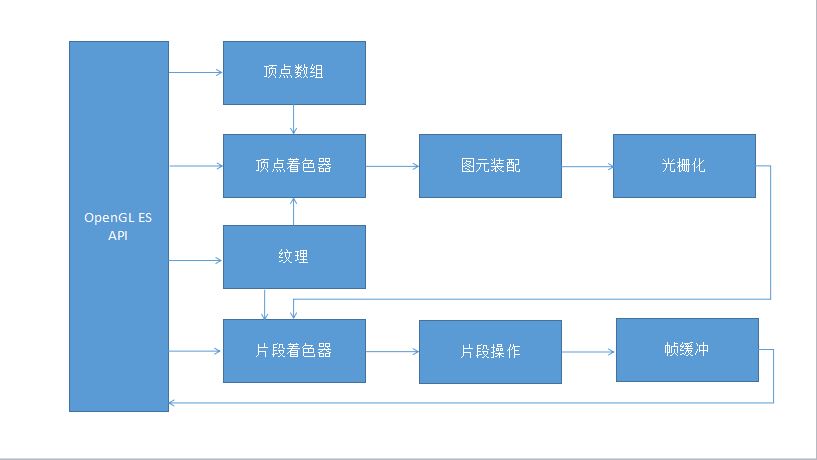 顶点数组
顶点着色器
图元装配
光栅化
OpenGL ES
API
纹理
片段着色器
片段操作
帧缓冲